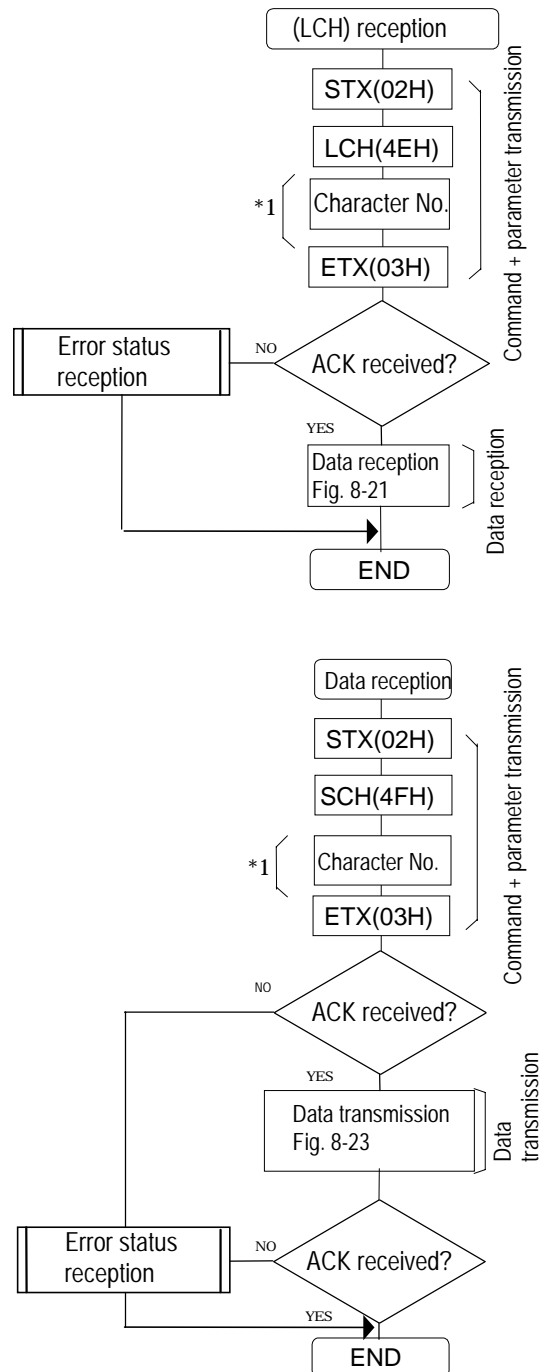 (LCH) reception
STX(02H)
LCH(4EH)
*1
Character No.
ETX(03H)
Command + parameter transmission
ACK received?
NO
Error status
reception
YES
Data reception
Fig. 8-21
Data reception
END
Data reception
STX(02H)
SCH(4FH)
*1
Character No.
ETX(03H)
Command + parameter transmission
NO
ACK received?
YES
Data transmission
Fig. 8-23
Data
transmission
Error status
reception
NO
ACK received?
YES
END